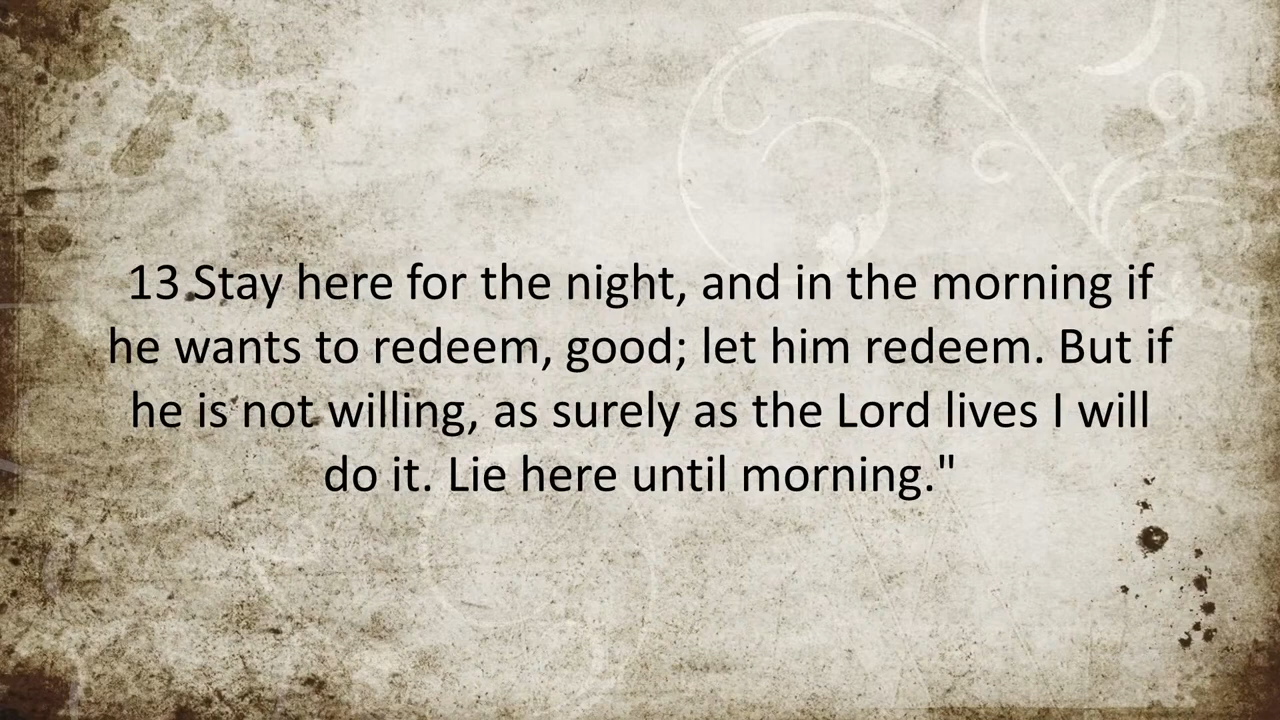 13 Stay here for the night, and in the morning if
he wants to redeem, good; let him redeem. But if
he is not willing, as surely as the Lord lives I will
do it. Lie here until morning."